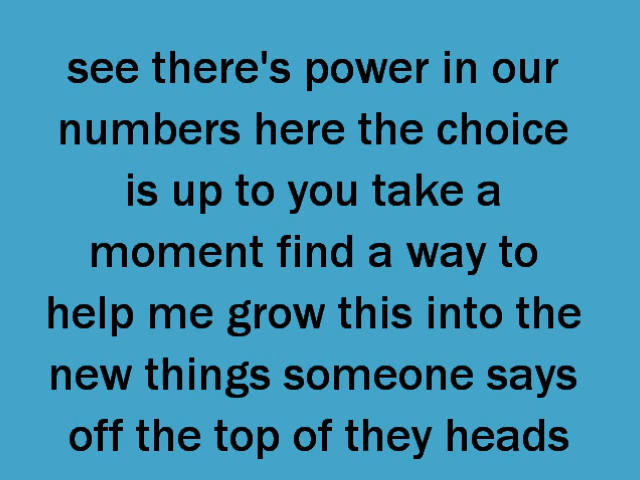 see there's power in our
numbers here the choice
is up to you take a
moment find a way to
help me grow this into the
new things someone says
off the top of they heads